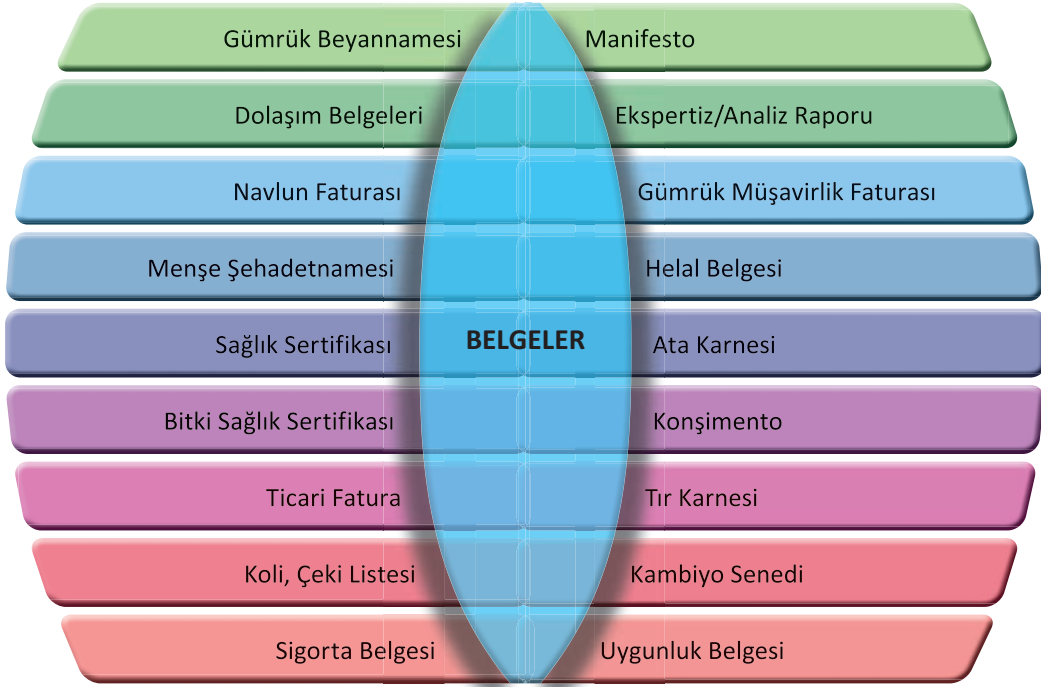 Gümrük Beyannamesi
Manifesto
Dolaşım Belgeleri
Ekspertiz/Analiz Raporu
Navlun Faturası
Gümrük Müşavirlik Faturası
Menşe Şehadetnamesi
Helal Belgesi
BELGELER
Sağlık Sertifikası
Ata Karnesi
Bitki Sağlık Sertifikası
Konşimento
Ticari Fatura
Tır Karnesi
Koli, Çeki Listesi
Kambiyo Senedi
Sigorta Belgesi
Uygunluk Belgesi